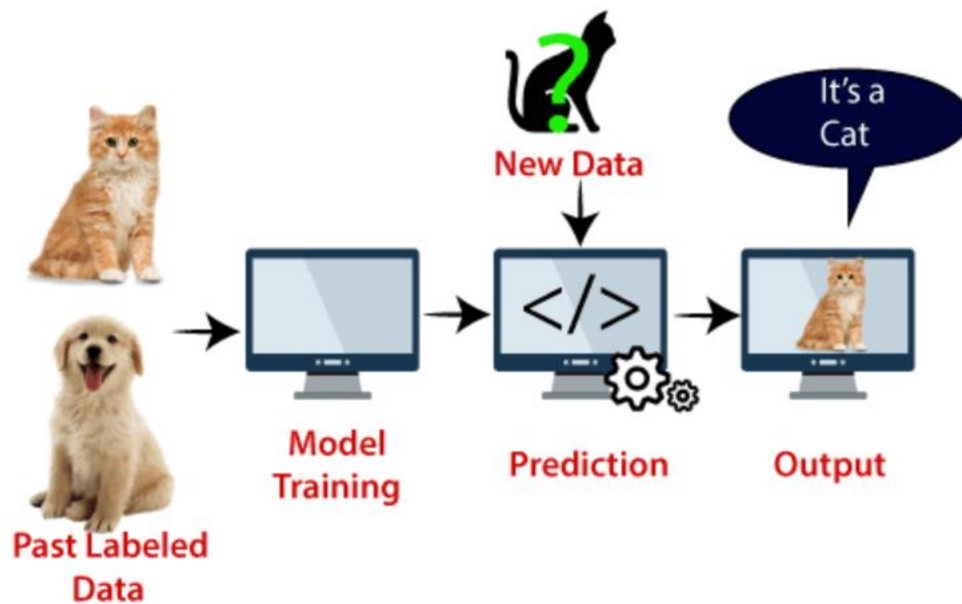 It's a
Cat
New Data
</>
Model
Training
Prediction
Output
Past Labeled
Data